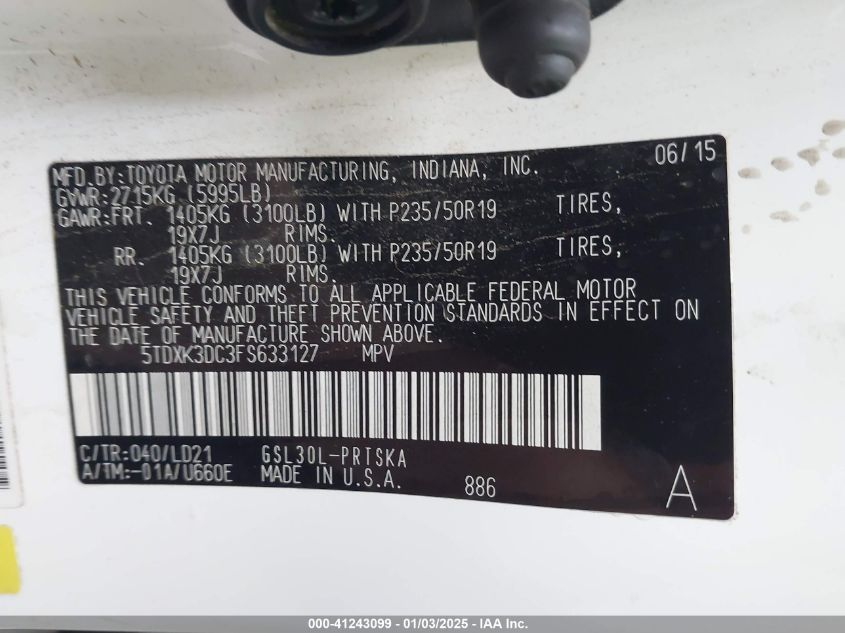 06/15
MFD.BY:TOYOTA MOTOR MANUFACTURING, INDIANA, INC.
GVWR:2715KG (5995LB)
GAWR:FRT. 1405KG (3100LB) WITH P235/50R19 TIRES,
19X7J RIMS.
RR. 1405KG (3100LB) WITH P235/50R19 TIRES,
19X7J RIMS.
THIS VEHICLE CONFORMS TO ALL APPLICABLE FEDERAL MOTOR
VEHICLE SAFETY AND THEFT PREVENTION STANDARDS IN EFFECT ON
THE DATE OF MANUFACTURE SHOWN ABOVE.
5TDXK3DC3FS633127 MPV
C/TR:040/LD21 GSL30L-PRTSKA
A/TM:-01A/U660E MADE IN U.S.A. 886 A
000-41243099 - 01/03/2025 - IAA Inc.